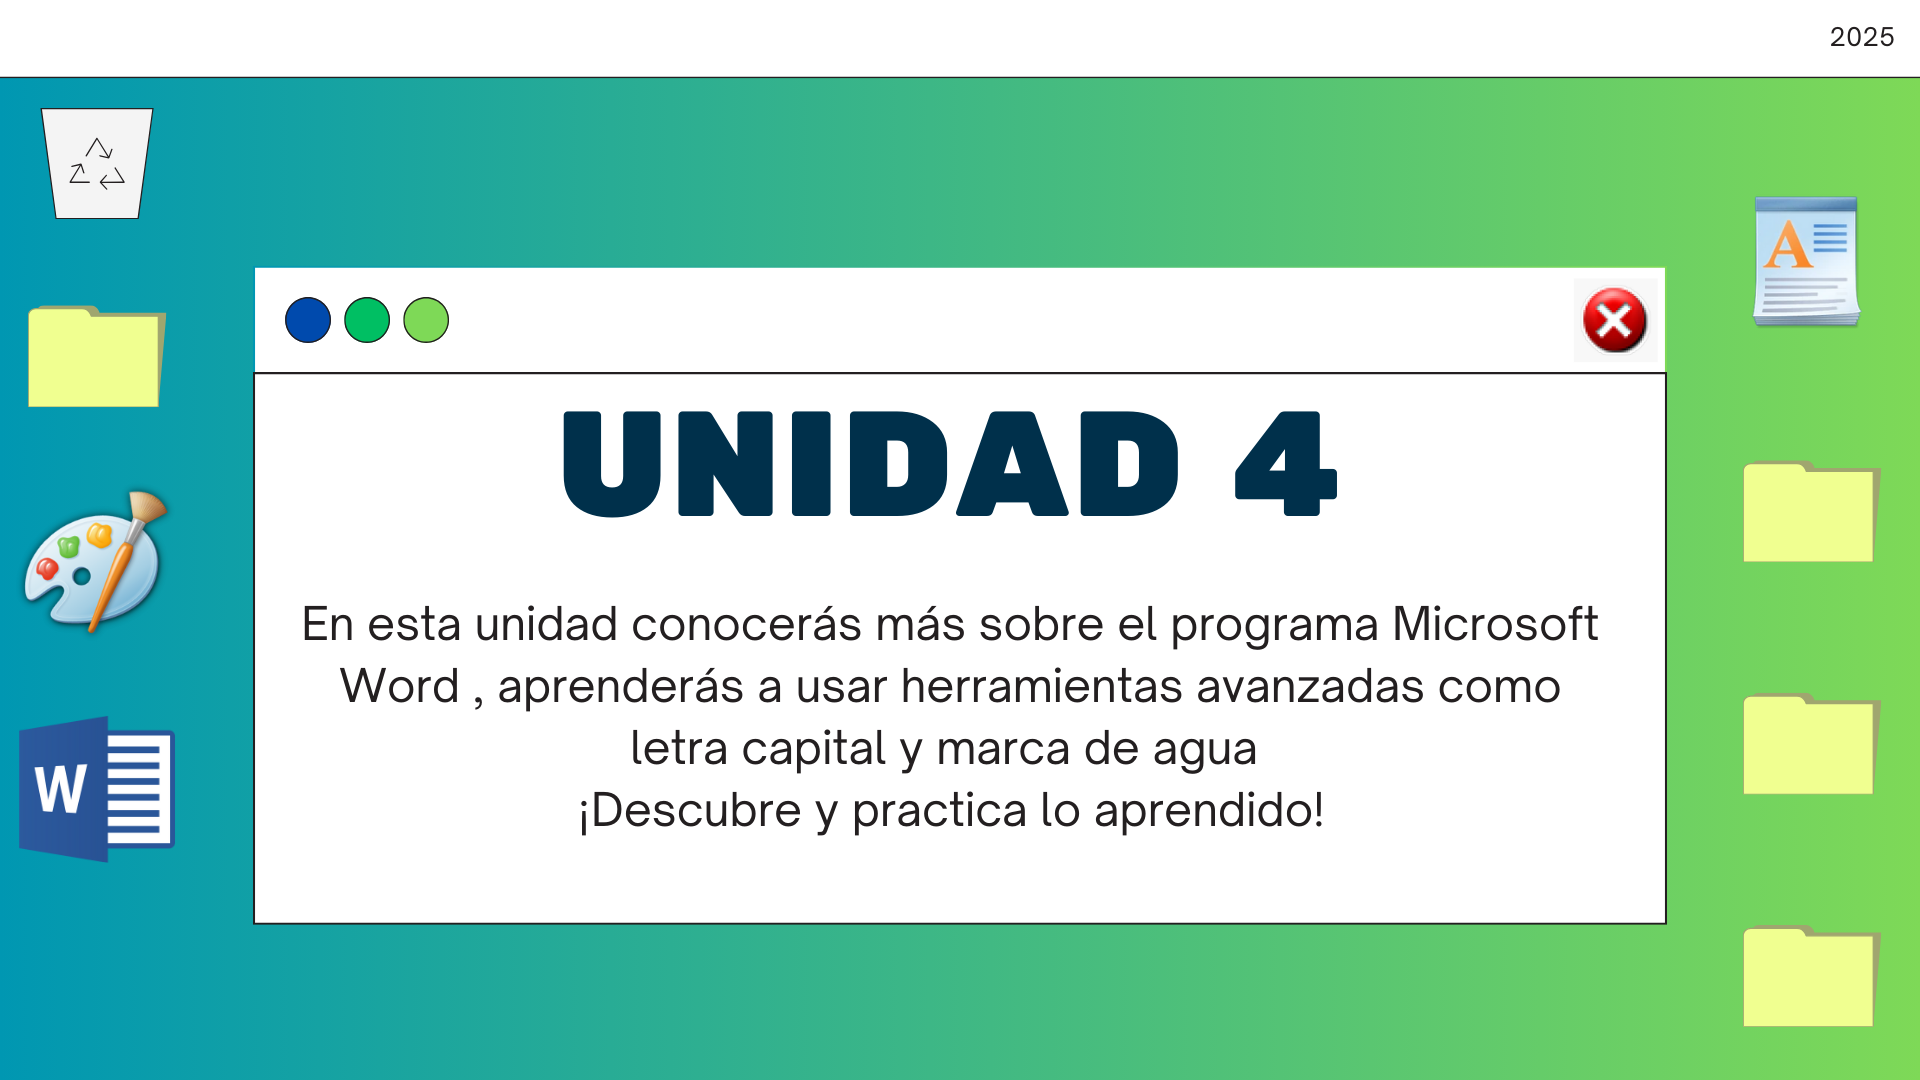 2025
A
UNIDAD 4
En esta unidad conocerás más sobre el programa Microsoft
Word , aprenderás a usar herramientas avanzadas como
letra capital y marca de agua
¡Descubre y practica lo aprendido!
W